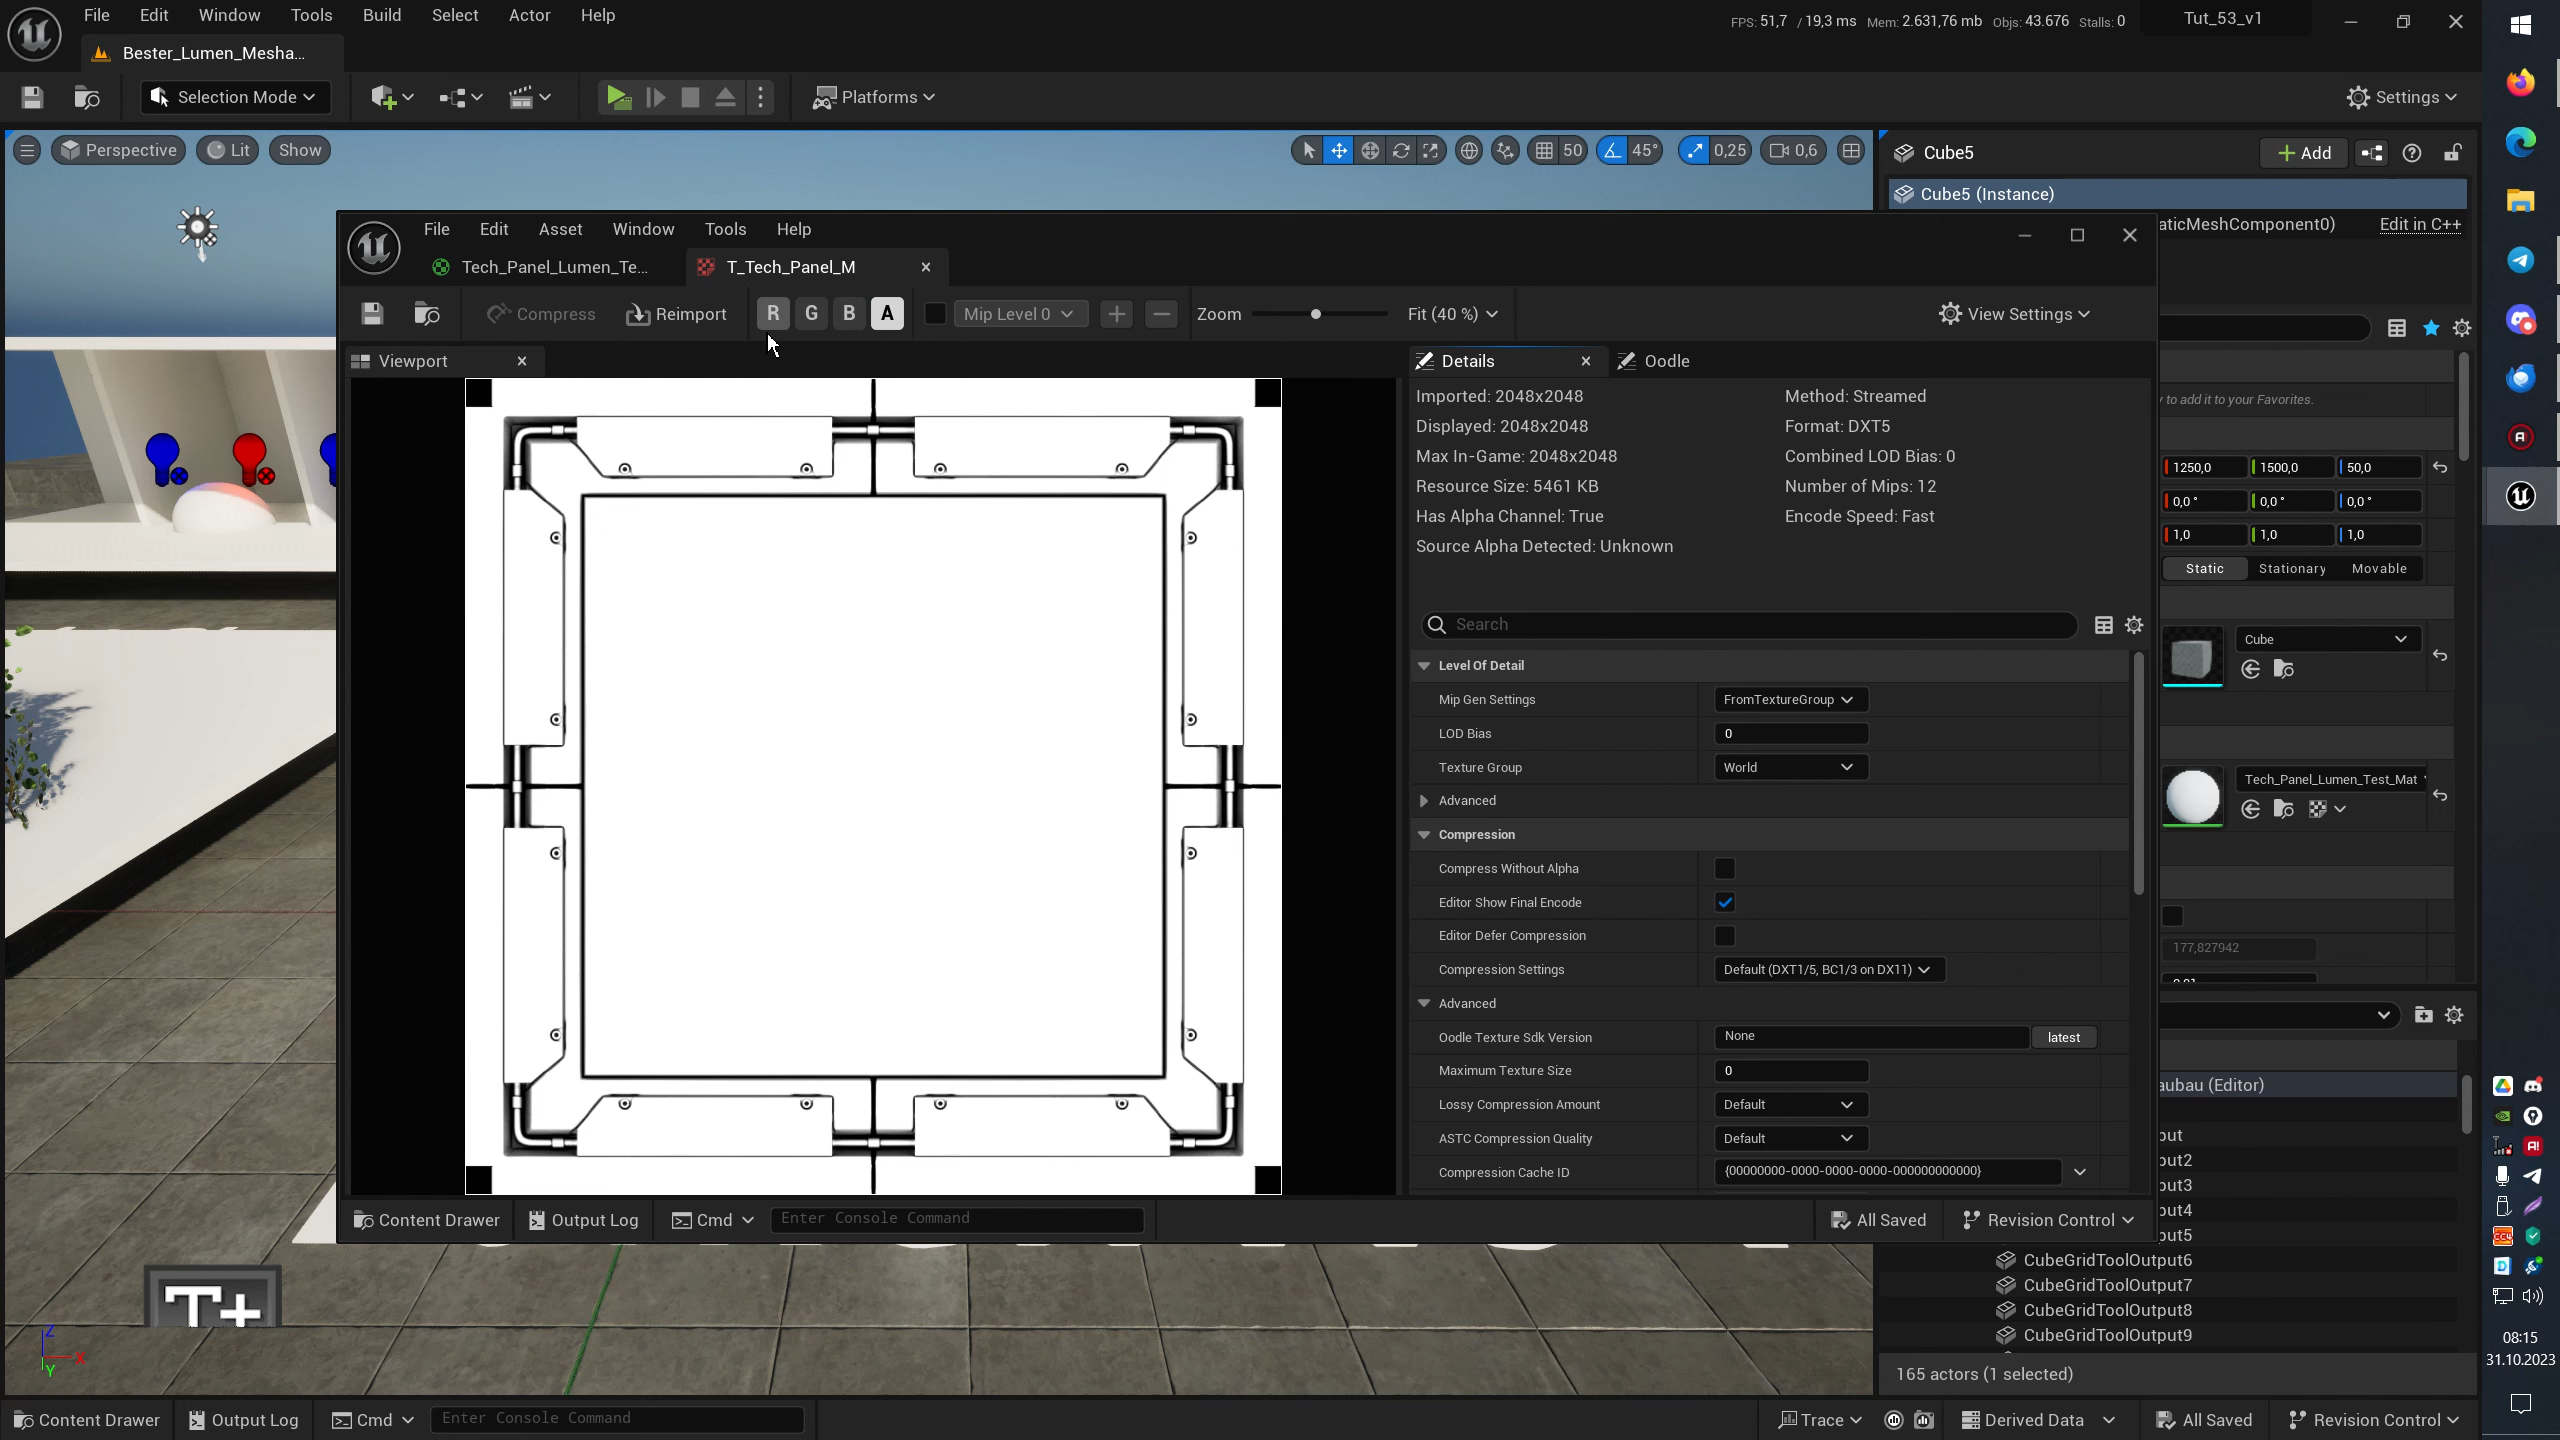 File Edit Window Tools Build Select Actor Help
FPS: 51,7 / 19,3 ms Mem: 2.631,76 mb Objs: 43.676 Stalls: 0
Tut_53_v1
Bester_Lumen_Mesha...
Selection Mode
Platforms
Settings
Perspective
Lit
Show
50
45°
0,25
0,6
Cube5
Add
Cube5 (Instance)
aticMeshComponent0)
Edit in C++
File Edit Asset Window Tools Help
Tech_Panel_Lumen_Te...
T_Tech_Panel_M
Compress
Reimport
R G B A
Mip Level 0
Zoom
Fit (40 %)
View Settings
Viewport
Details
Oodle
Imported: 2048x2048
Method: Streamed
Displayed: 2048x2048
Format: DXT5
Max In-Game: 2048x2048
Combined LOD Bias: 0
Resource Size: 5461 KB
Number of Mips: 12
Has Alpha Channel: True
Encode Speed: Fast
Source Alpha Detected: Unknown
Search
Level Of Detail
Mip Gen Settings
FromTextureGroup
LOD Bias
0
Texture Group
World
Advanced
Compression
Compress Without Alpha
Editor Show Final Encode
Editor Defer Compression
Compression Settings
Default (DXT1/5, BC1/3 on DX11)
Advanced
Oodle Texture Sdk Version
None
latest
Maximum Texture Size
0
Lossy Compression Amount
Default
ASTC Compression Quality
Default
Compression Cache ID
{00000000-0000-0000-0000-000000000000}
Content Drawer
Output Log
Cmd
Enter Console Command
All Saved
Revision Control
to add it to your Favorites.
1250,0 1500,0 50,0
0,0 ° 0,0 ° 0,0 °
1,0 1,0 1,0
Static Stationary Movable
Cube
Tech_Panel_Lumen_Test_Mat
177,827942
aubau (Editor)
put
put2
put3
put4
put5
CubeGridToolOutput6
CubeGridToolOutput7
CubeGridToolOutput8
CubeGridToolOutput9
165 actors (1 selected)
T+
Z
X
Y
Content Drawer
Output Log
Cmd
Enter Console Command
Trace
Derived Data
All Saved
Revision Control
08:15
31.10.2023